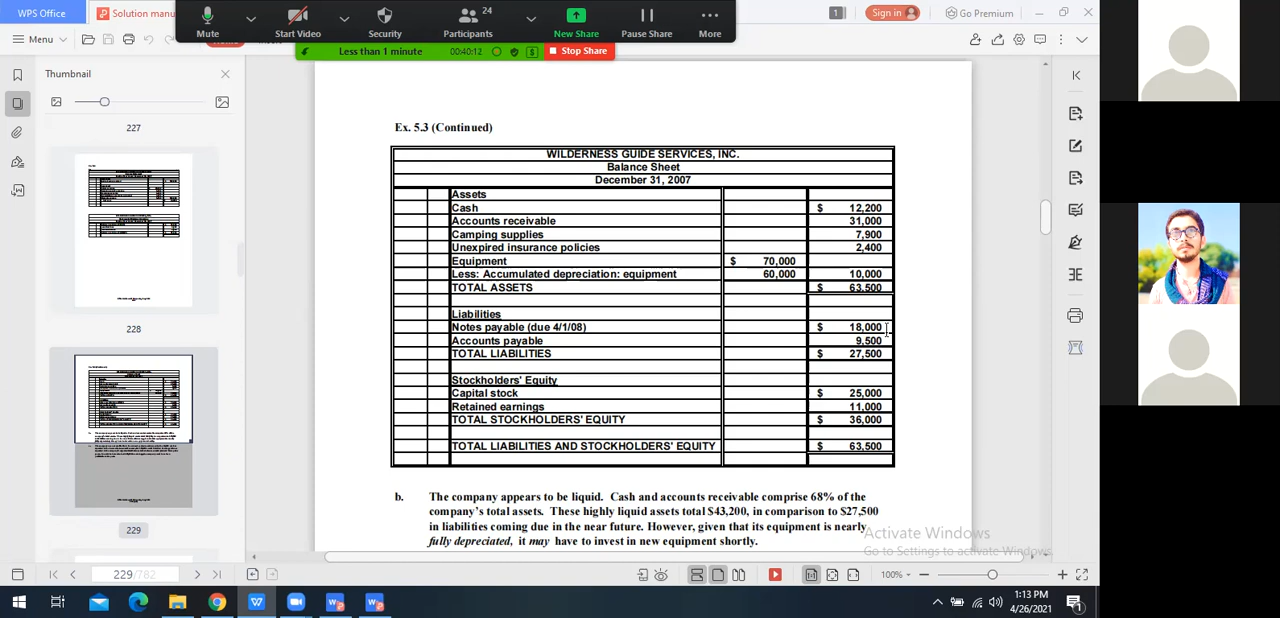 WPS Office
Solution manu
Mute
Start Video
Security
24
Participants
New Share
Pause Share
More
1
Sign in
Go Premium
Menu
Less than 1 minute
00:40:12
Stop Share
Thumbnail
227
228
229
Ex. 5.3 (Continued)
WILDERNESS GUIDE SERVICES, INC.
Balance Sheet
December 31, 2007
Assets
Cash $ 12,200
Accounts receivable 31,000
Camping supplies 7,900
Unexpired insurance policies 2,400
Equipment $ 70,000
Less: Accumulated depreciation: equipment 60,000 10,000
TOTAL ASSETS $ 63,500
Liabilities
Notes payable (due 4/1/08) $ 18,000
Accounts payable 9,500
TOTAL LIABILITIES $ 27,500
Stockholders' Equity
Capital stock $ 25,000
Retained earnings 11,000
TOTAL STOCKHOLDERS' EQUITY $ 36,000
TOTAL LIABILITIES AND STOCKHOLDERS' EQUITY $ 63,500
b. The company appears to be liquid. Cash and accounts receivable comprise 68% of the
company's total assets. These highly liquid assets total $43,200, in comparison to $27,500
in liabilities coming due in the near future. However, given that its equipment is nearly
fully depreciated, it may have to invest in new equipment shortly.
Activate Windows
Go to Settings to activate Windows.
229/782
100%
1:13 PM
4/26/2021
1